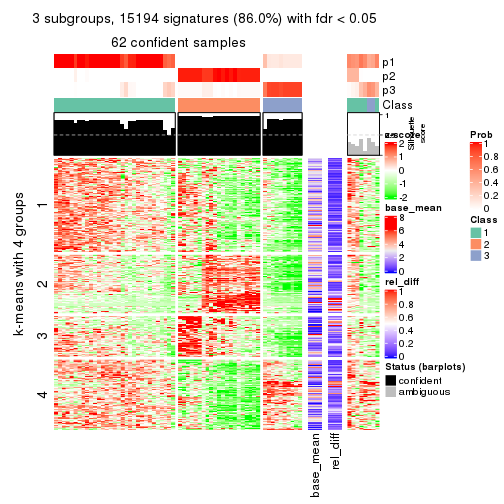 3 subgroups, 15194 signatures (86.0%) with fdr < 0.05
62 confident samples
p1
p2
p3
Class
1
Silhouette
score
k-means with 4 groups
1
2
3
4
base_mean
rel_diff
z-score
2
1
0
-1
-2
base_mean
8
6
4
2
0
rel_diff
1
0.8
0.6
0.4
0.2
0
Status (barplots)
confident
ambiguous
Prob
1
0.8
0.6
0.4
0.2
0
Class
1
2
3